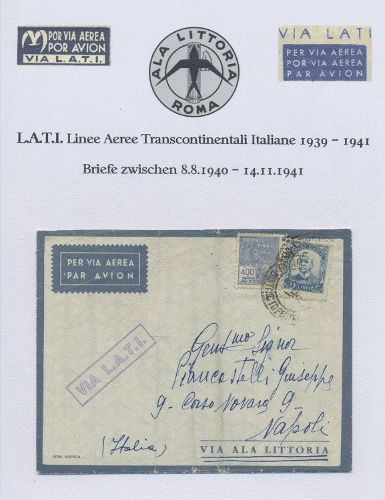 POR VIA AEREA
POR AVION
VIA L.A.T.I.
ALA LITTORIA
ROMA
VIA LATI
PER VIA AEREA
POR VIA AEREA
PAR AVION
L.A.T.I. Linee Aeree Transcontinentali Italiane 1939 – 1941
Briefe zwischen 8.8.1940 – 14.11.1941
PER VIA AEREA
PAR AVION
BRASIL
400
VIA L.A.T.I.
Gent.mo Signor
Piancastelli Giuseppe
9 - Corso Novara 9 -
Napoli
(Italia)
VIA ALA LITTORIA